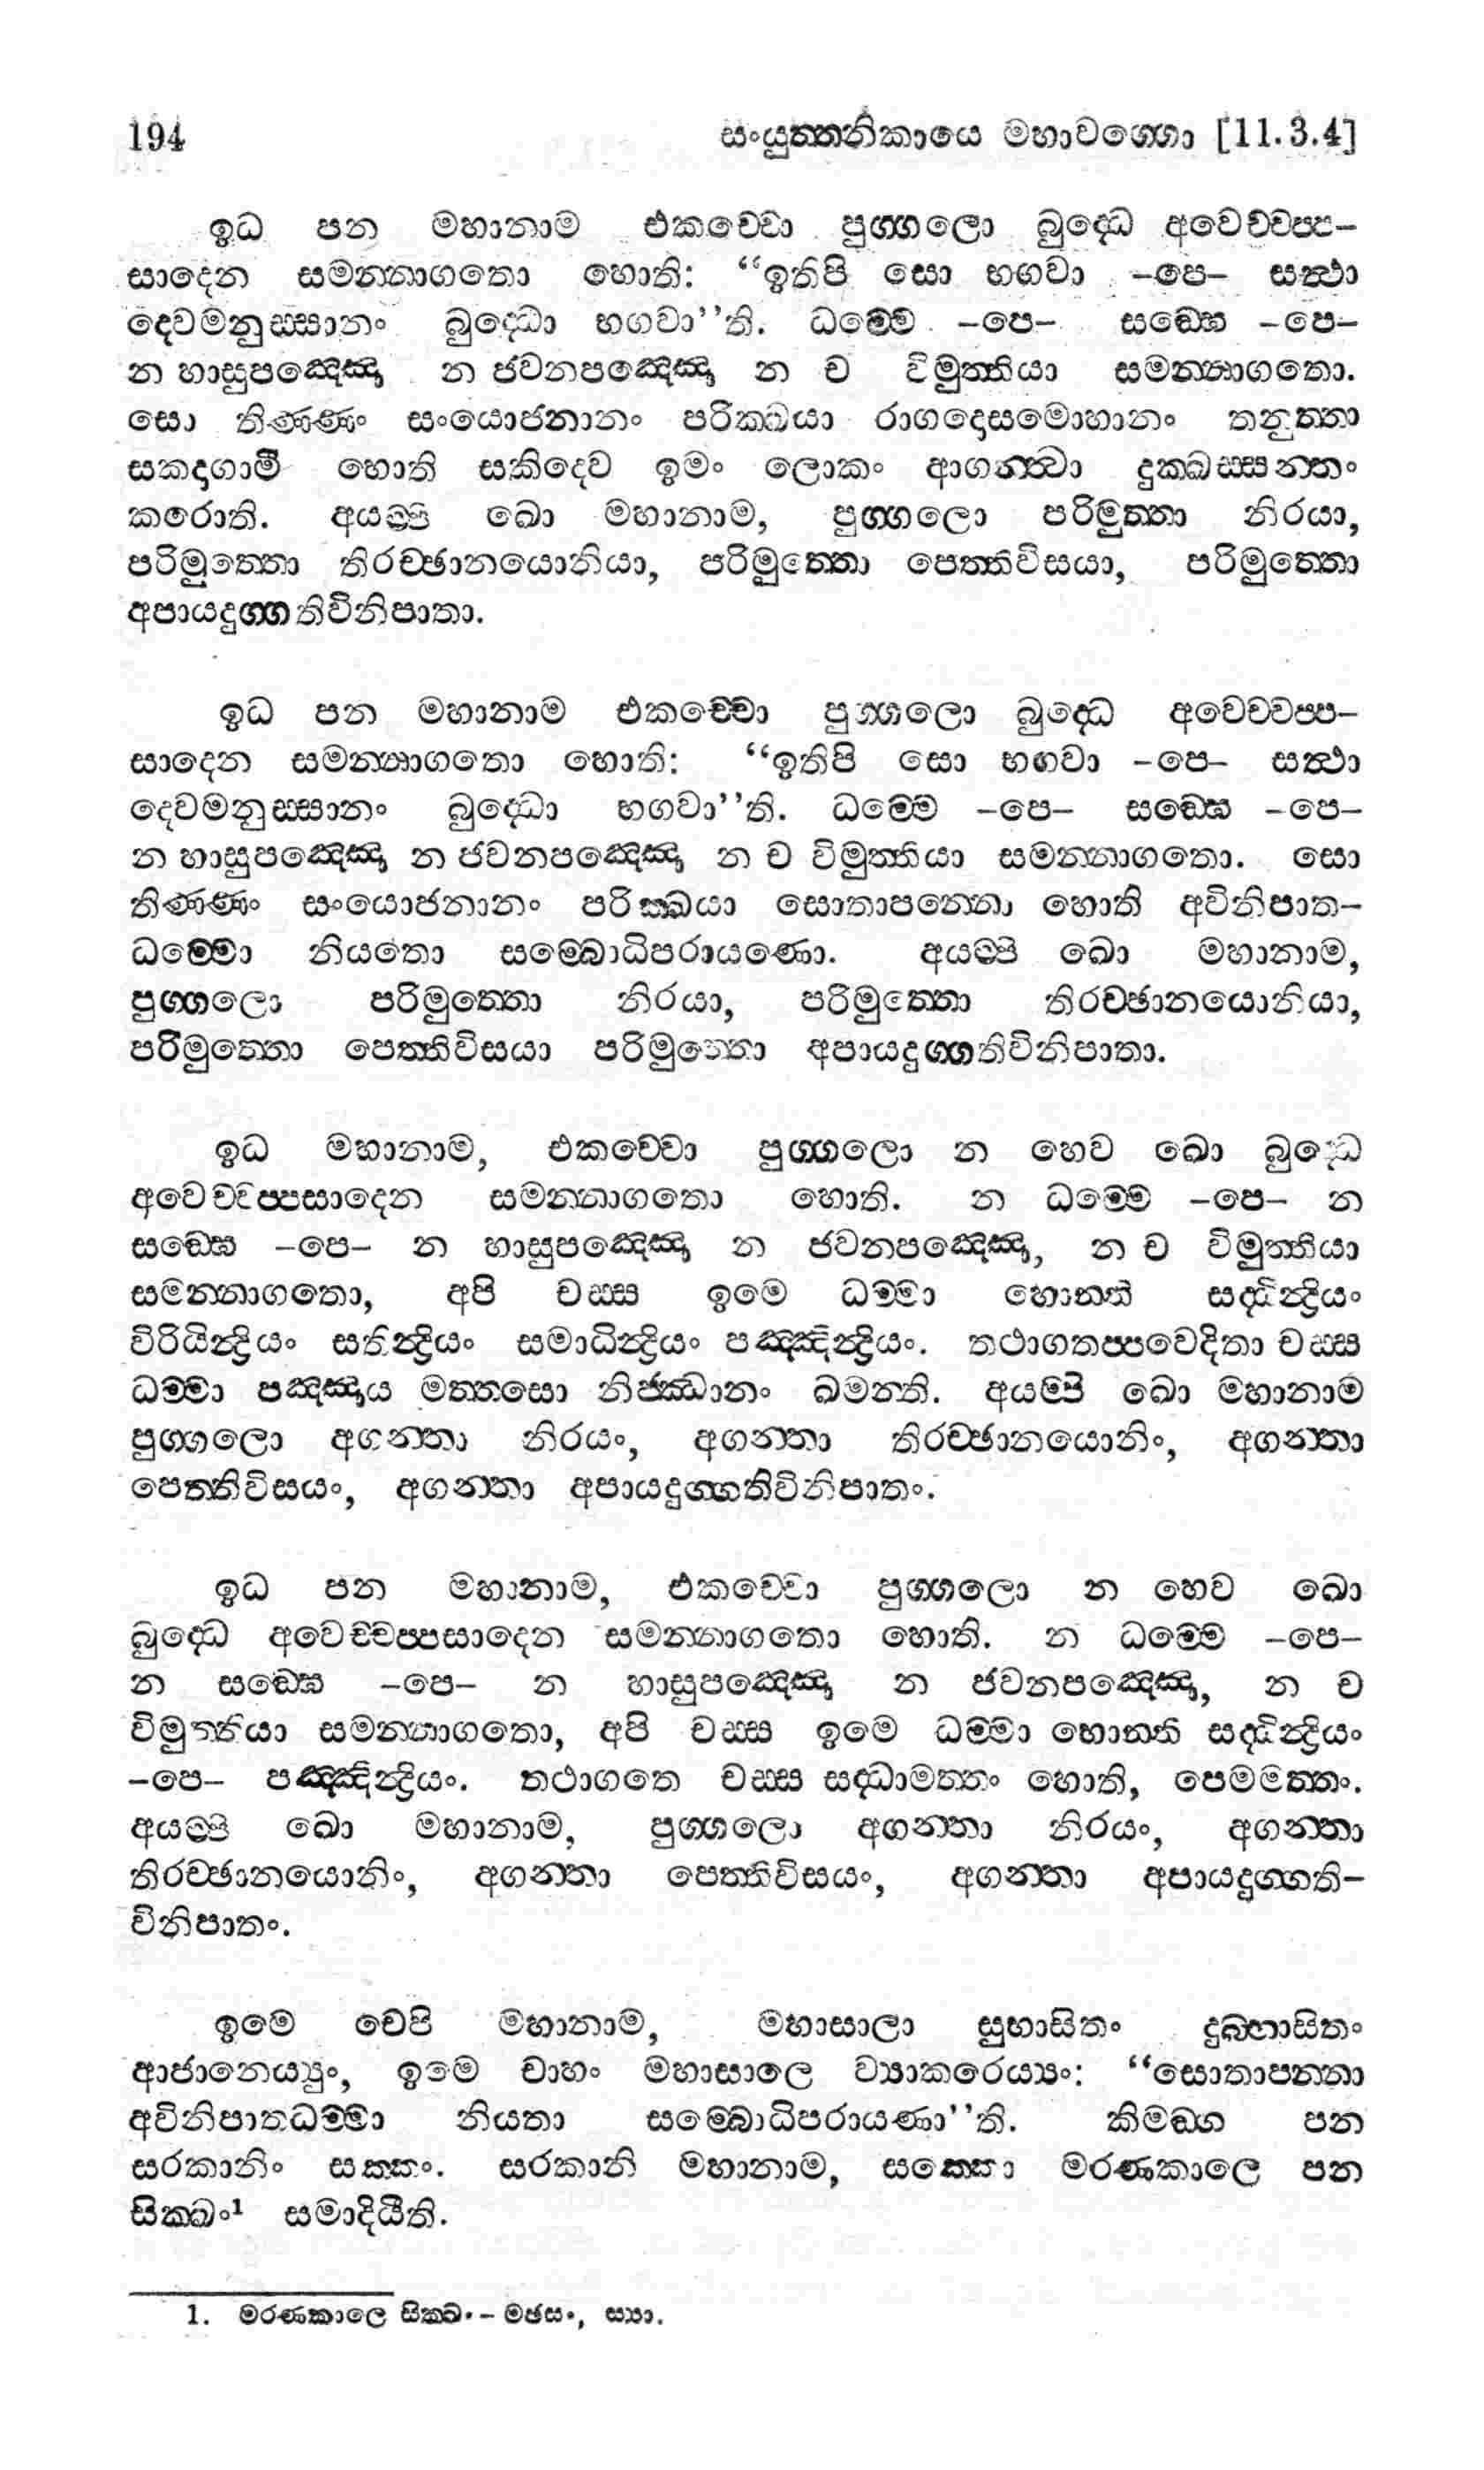 194 සංයුත්තනිකායෙ මහාවග්ගො [11.3.4]
ඉධ පන මහානාම එකච්චො පුග්ගලො බුද්ධෙ අවෙච්චප්ප–
සාදෙන සමන්නාගතො හොති: “ඉතිපි සො භගවා –පෙ– සත්ථා
දෙවමනුස්සානං බුද්ධො භගවා”ති. ධම්මෙ –පෙ– සඞ්ඝෙ –පෙ–
න හාසුපඤ්ඤො න ජවනපඤ්ඤො න ච විමුත්තියා සමන්නාගතො.
සො තිණ්ණං සංයොජනානං පරික්ඛයා රාගදොසමොහානං තනුත්තා
සකදාගාමී හොති සකිදෙව ඉමං ලොකං ආගන්ත්වා දුක්ඛස්සන්තං
කරොති. අයම්පි ඛො මහානාම, පුග්ගලො පරිමුත්තා නිරයා,
පරිමුත්තො තිරච්ඡානයොනියා, පරිමුත්තො පෙත්තිවිසයා, පරිමුත්තො
අපායදුග්ගතිවිනිපාතා.
ඉධ පන මහානාම එකච්චො පුග්ගලො බුද්ධෙ අවෙච්චප්ප–
සාදෙන සමන්නාගතො හොති: “ඉතිපි සො භගවා –පෙ– සත්ථා
දෙවමනුස්සානං බුද්ධො භගවා”ති. ධම්මෙ –පෙ– සඞ්ඝෙ –පෙ–
න හාසුපඤ්ඤො න ජවනපඤ්ඤො න ච විමුත්තියා සමන්නාගතො. සො
තිණ්ණං සංයොජනානං පරික්ඛයා සොතාපන්නො හොති අවිනිපාත–
ධම්මො නියතො සම්බොධිපරායණො. අයම්පි ඛො මහානාම,
පුග්ගලො පරිමුත්තො නිරයා, පරිමුත්තො තිරච්ඡානයොනියා,
පරිමුත්තො පෙත්තිවිසයා පරිමුත්තො අපායදුග්ගතිවිනිපාතා.
ඉධ මහානාම, එකච්චො පුග්ගලො න හෙව ඛො බුද්ධෙ
අවෙච්චප්පසාදෙන සමන්නාගතො හොති. න ධම්මෙ –පෙ– න
සඞ්ඝෙ –පෙ– න හාසුපඤ්ඤො න ජවනපඤ්ඤො, න ච විමුත්තියා
සමන්නාගතො, අපි චස්ස ඉමෙ ධම්මා හොන්ති සද්ධින්ද්‍රියං
විරියින්ද්‍රියං සතින්ද්‍රියං සමාධින්ද්‍රියං පඤ්ඤින්ද්‍රියං. තථාගතප්පවෙදිතා චස්ස
ධම්මා පඤ්ඤාය මත්තසො නිජ්ඣානං ඛමන්ති. අයම්පි ඛො මහානාම
පුග්ගලො අගන්තා නිරයං, අගන්තා තිරච්ඡානයොනිං, අගන්තා
පෙත්තිවිසයං, අගන්තා අපායදුග්ගතිවිනිපාතං.
ඉධ පන මහානාම, එකච්චො පුග්ගලො න හෙව ඛො
බුද්ධෙ අවෙච්චප්පසාදෙන සමන්නාගතො හොති. න ධම්මෙ –පෙ–
න සඞ්ඝෙ –පෙ– න හාසුපඤ්ඤො න ජවනපඤ්ඤො, න ච
විමුත්තියා සමන්නාගතො, අපි චස්ස ඉමෙ ධම්මා හොන්ති සද්ධින්ද්‍රියං
–පෙ– පඤ්ඤින්ද්‍රියං. තථාගතෙ චස්ස සද්ධාමත්තං හොති, පෙමමත්තං.
අයම්පි ඛො මහානාම, පුග්ගලො අගන්තා නිරයං, අගන්තා
තිරච්ඡානයොනිං, අගන්තා පෙත්තිවිසයං, අගන්තා අපායදුග්ගති–
විනිපාතං.
ඉමෙ චෙපි මහානාම, මහාසාලා සුභාසිතං දුබ්භාසිතං
ආජානෙය්‍යුං, ඉමෙ චාහං මහාසාලෙ ව්‍යාකරෙය්‍යං: “සොතාපන්නා
අවිනිපාතධම්මා නියතා සම්බොධිපරායණා”ති. කිමඞ්ග පන
සරකානිං සක්කං. සරකානි මහානාම, සක්කො මරණකාලෙ පන
සික්ඛං¹ සමාදියීති.
1. මරණකාලෙ සික්ඛං – මඡසං, ස්‍යා.